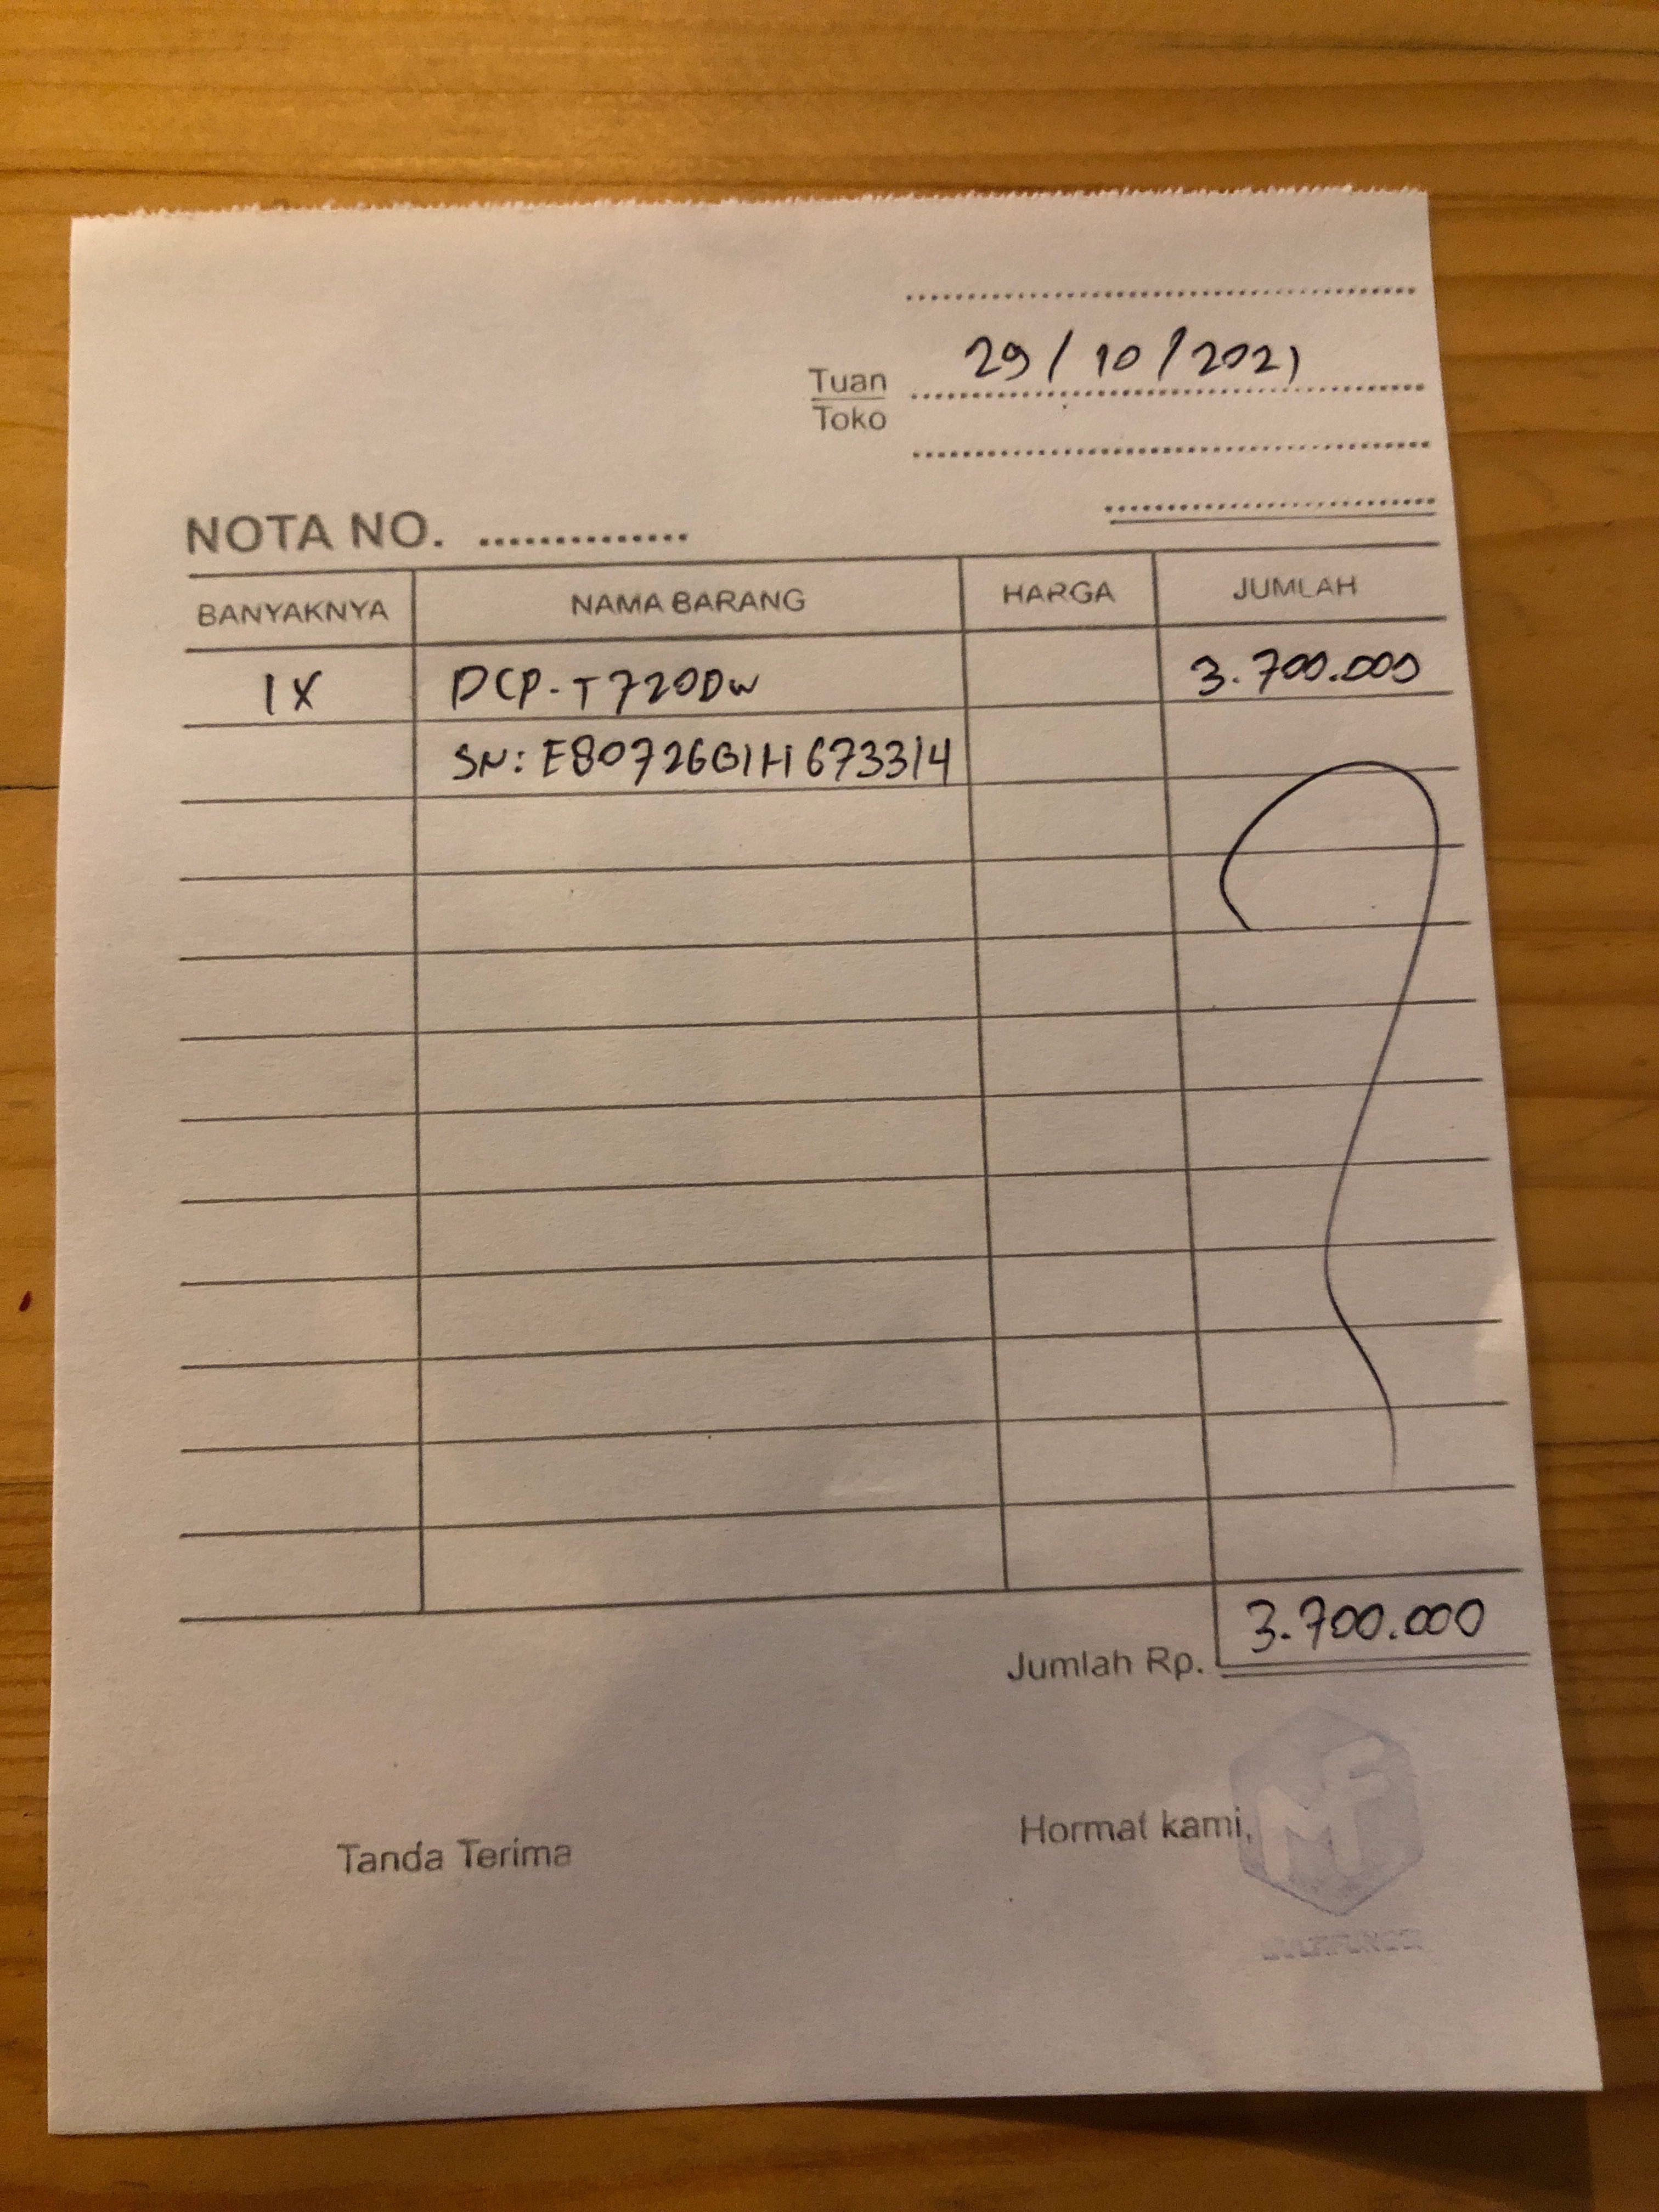 29/10/2021
Tuan
Toko
NOTA NO. ..............
BANYAKNYA NAMA BARANG HARGA JUMLAH
1X DCP-T720DW 3.700.000
SN: E80726B1H673314
Jumlah Rp. 3.700.000
Tanda Terima Hormat kami,
MF